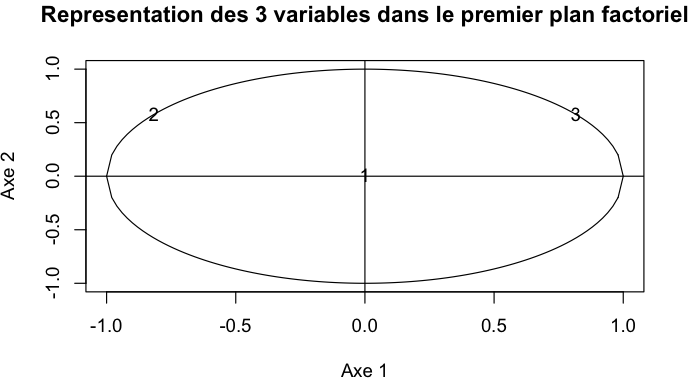 Representation des 3 variables dans le premier plan factoriel
1.0
0.5
0.0
-0.5
-1.0
Axe 2
2
3
1
-1.0 -0.5 0.0 0.5 1.0
Axe 1